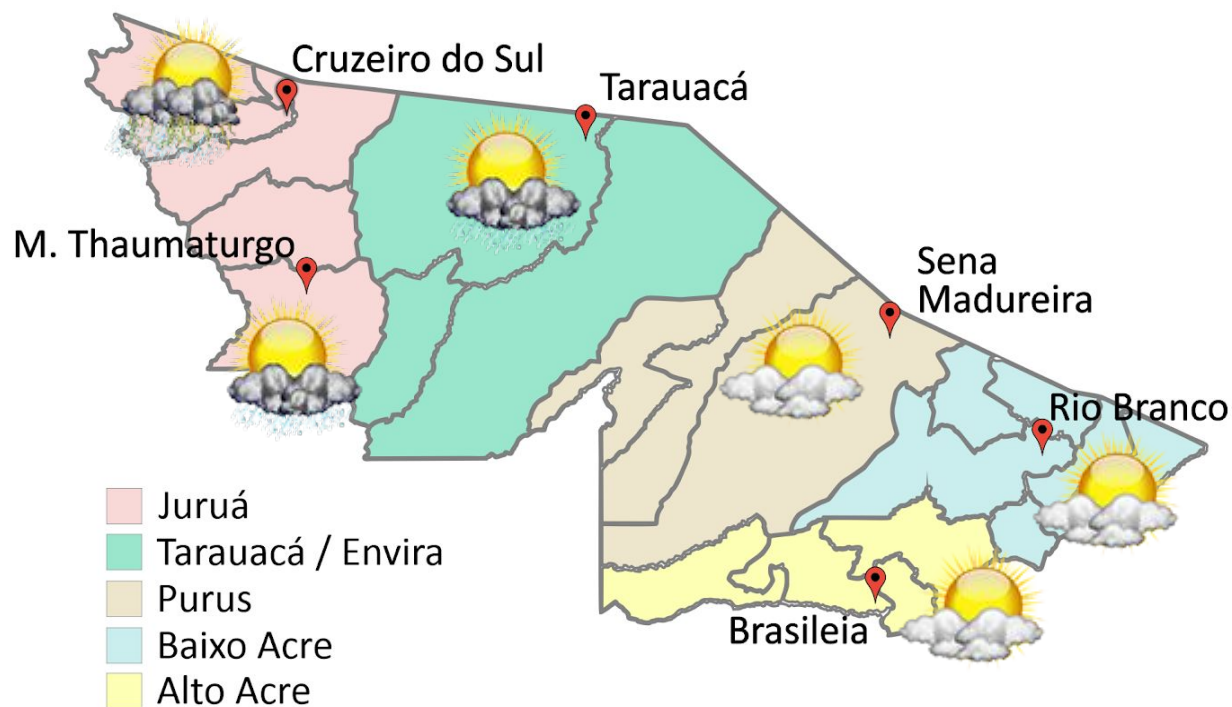 Cruzeiro do Sul
Tarauacá
M. Thaumaturgo
Sena
Madureira
Rio Branco
Brasileia
Juruá
Tarauacá / Envira
Purus
Baixo Acre
Alto Acre